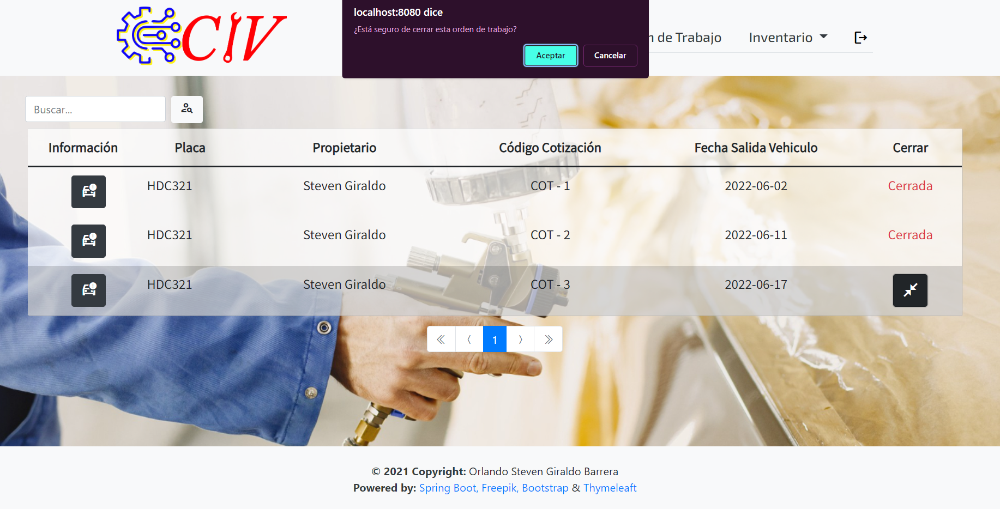 CIV
localhost:8080 dice
¿Está seguro de cerrar esta orden de trabajo?
Aceptar
Cancelar
n de Trabajo
Inventario
Buscar...
Información Placa Propietario Código Cotización Fecha Salida Vehiculo Cerrar
HDC321 Steven Giraldo COT - 1 2022-06-02 Cerrada
HDC321 Steven Giraldo COT - 2 2022-06-11 Cerrada
HDC321 Steven Giraldo COT - 3 2022-06-17
1
© 2021 Copyright: Orlando Steven Giraldo Barrera
Powered by: Spring Boot, Freepik, Bootstrap & Thymeleaft